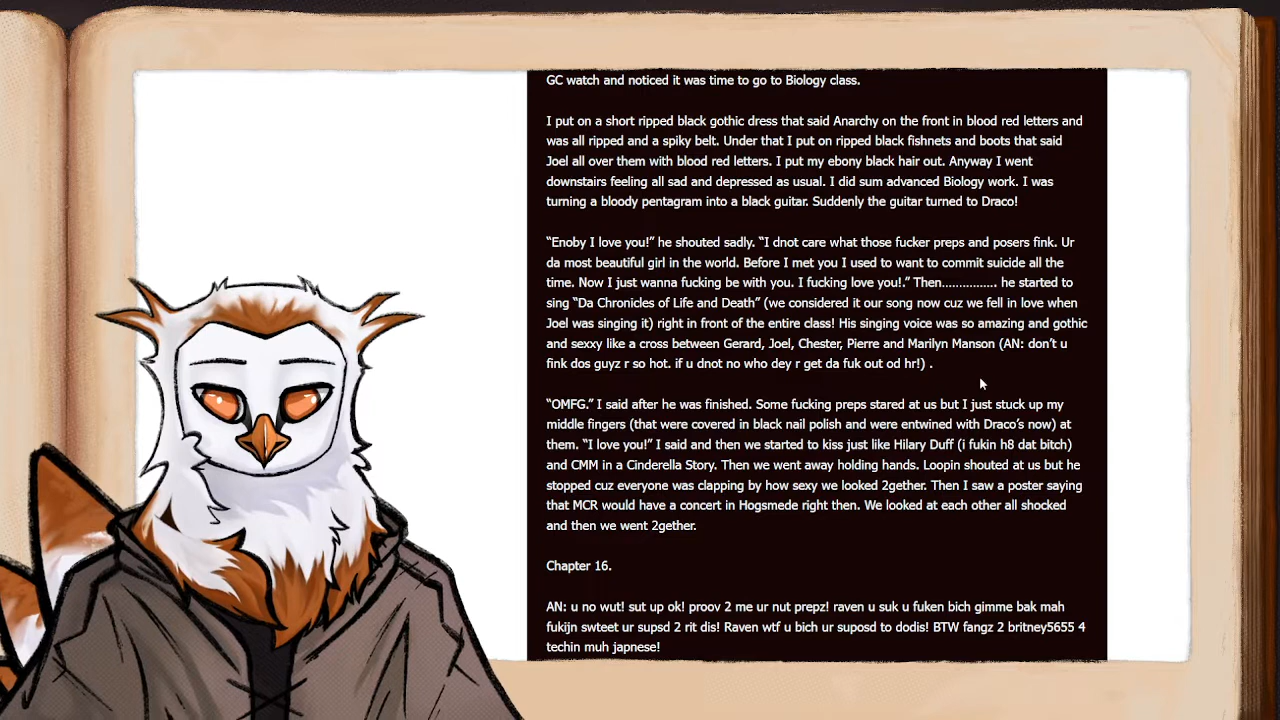 GC watch and noticed it was time to go to Biology class.
I put on a short ripped black gothic dress that said Anarchy on the front in blood red letters and
was all ripped and a spiky belt. Under that I put on ripped black fishnets and boots that said
Joel all over them with blood red letters. I put my ebony black hair out. Anyway I went
downstairs feeling all sad and depressed as usual. I did sum advanced Biology work. I was
turning a bloody pentagram into a black guitar. Suddenly the guitar turned to Draco!
“Enoby I love you!” he shouted sadly. “I dnot care what those fucker preps and posers fink. Ur
da most beautiful girl in the world. Before I met you I used to want to commit suicide all the
time. Now I just wanna fucking be with you. I fucking love you!.” Then............... he started to
sing “Da Chronicles of Life and Death” (we considered it our song now cuz we fell in love when
Joel was singing it) right in front of the entire class! His singing voice was so amazing and gothic
and sexxy like a cross between Gerard, Joel, Chester, Pierre and Marilyn Manson (AN: don’t u
fink dos guyz r so hot. if u dnot no who dey r get da fuk out od hr!) .
“OMFG.” I said after he was finished. Some fucking preps stared at us but I just stuck up my
middle fingers (that were covered in black nail polish and were entwined with Draco’s now) at
them. “I love you!” I said and then we started to kiss just like Hilary Duff (i fukin h8 dat bitch)
and CMM in a Cinderella Story. Then we went away holding hands. Loopin shouted at us but he
stopped cuz everyone was clapping by how sexy we looked 2gether. Then I saw a poster saying
that MCR would have a concert in Hogsmede right then. We looked at each other all shocked
and then we went 2gether.
Chapter 16.
AN: u no wut! sut up ok! proov 2 me ur nut prepz! raven u suk u fuken bich gimme bak mah
fukijn swteet ur supsd 2 rit dis! Raven wtf u bich ur suposd to dodis! BTW fangz 2 britney5655 4
techin muh japnese!